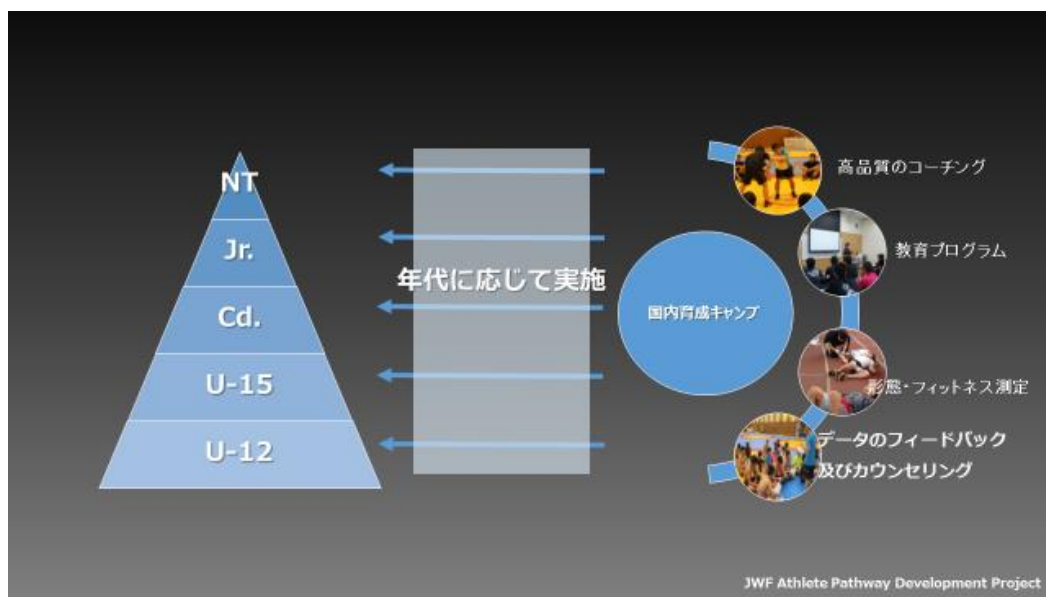 NT
Jr.
Cd.
U-15
U-12
年代に応じて実施
国内育成キャンプ
高品質のコーチング
教育プログラム
形態・フィットネス測定
データのフィードバック
及びカウンセリング
JWF Athlete Pathway Development Project